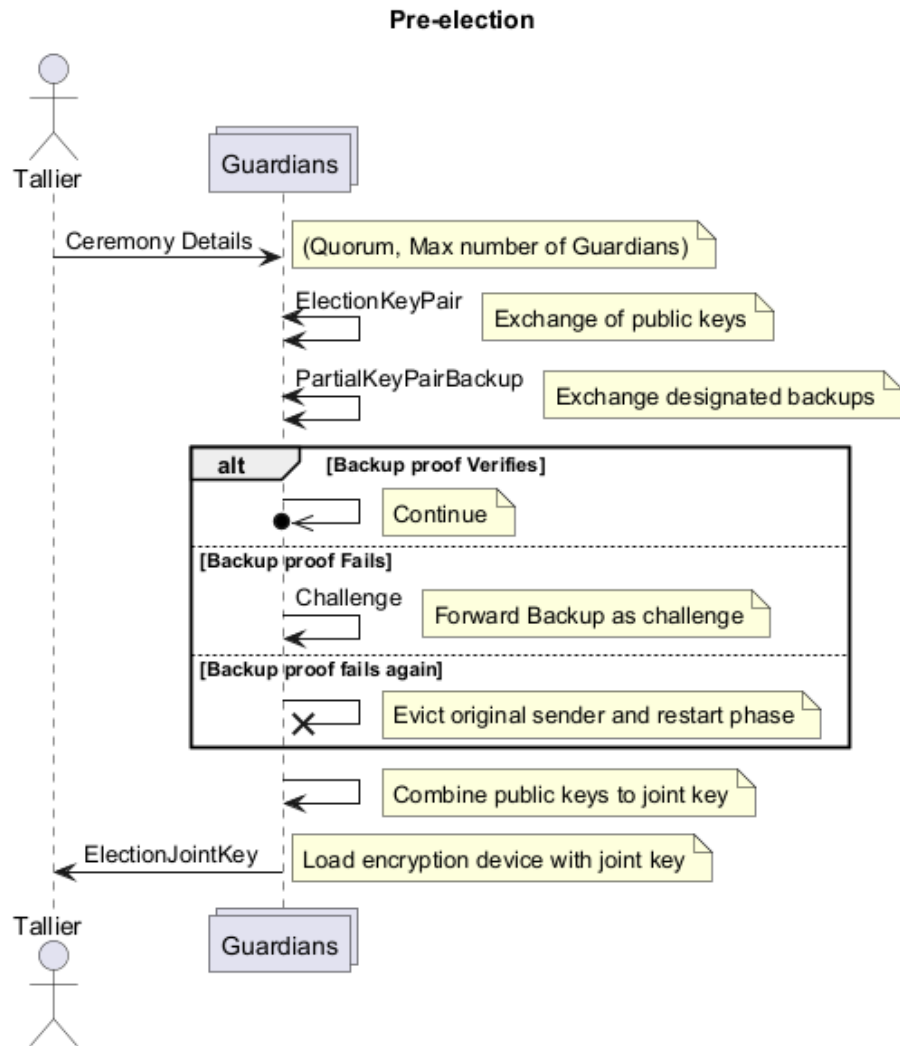 Pre-election
Tallier
Guardians
Ceremony Details
(Quorum, Max number of Guardians)
ElectionKeyPair
Exchange of public keys
PartialKeyPairBackup
Exchange designated backups
alt
[Backup proof Verifies]
Continue
[Backup proof Fails]
Challenge
Forward Backup as challenge
[Backup proof fails again]
Evict original sender and restart phase
Combine public keys to joint key
ElectionJointKey
Load encryption device with joint key
Tallier
Guardians